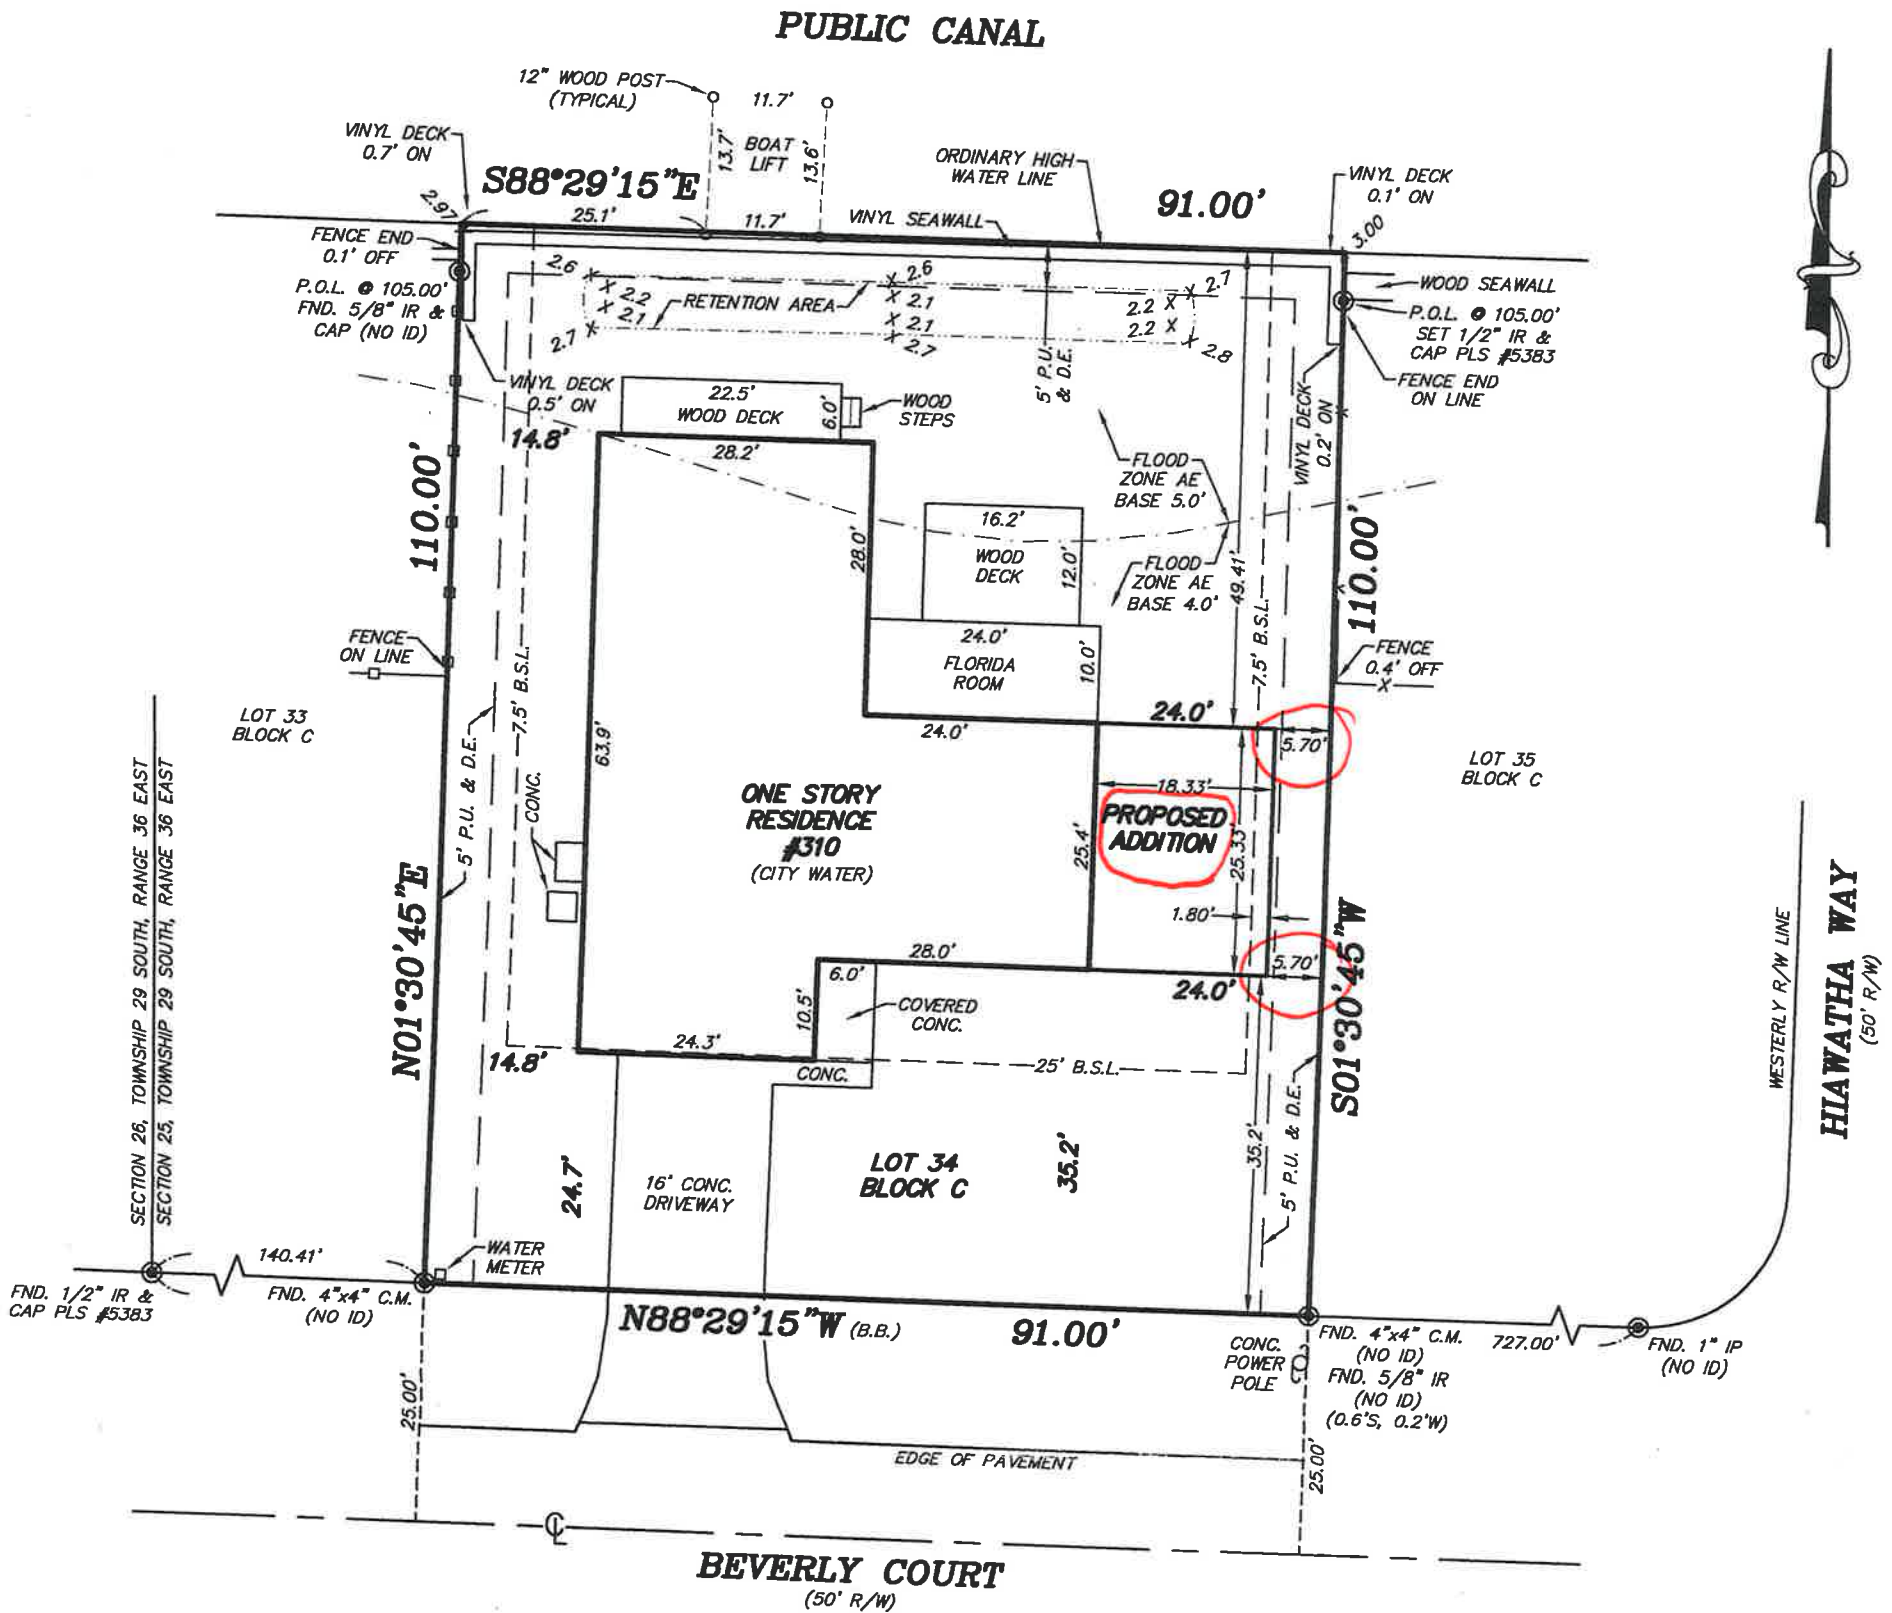 PUBLIC CANAL
12" WOOD POST
(TYPICAL)
11.7'
VINYL DECK
0.7' ON
13.7'
BOAT
LIFT
13.6'
ORDINARY HIGH
WATER LINE
VINYL DECK
0.1' ON
S88°29'15"E
91.00'
2.97
25.1'
11.7'
VINYL SEAWALL
3.00
FENCE END
0.1' OFF
P.O.L. @ 105.00'
FND. 5/8" IR &
CAP (NO ID)
WOOD SEAWALL
P.O.L. @ 105.00'
SET 1/2" IR &
CAP PLS #5383
FENCE END
ON LINE
2.6
2.2
2.1
2.7
RETENTION AREA
2.6
2.1
2.1
2.7
2.7
2.2
2.2
2.8
5' P.U.
& D.E.
VINYL DECK
0.5' ON
22.5'
WOOD DECK
6.0'
WOOD
STEPS
VINYL DECK
0.2' ON
14.8'
28.2'
FLOOD
ZONE AE
BASE 5.0'
110.00'
28.0'
16.2'
WOOD
DECK
12.0'
FLOOD
ZONE AE
BASE 4.0'
49.41'
7.5' B.S.L.
110.00'
FENCE
ON LINE
7.5' B.S.L.
24.0'
FLORIDA
ROOM
10.0'
FENCE
0.4' OFF
LOT 33
BLOCK C
63.9'
24.0'
24.0'
5.70'
LOT 35
BLOCK C
5' P.U. & D.E.
CONC.
ONE STORY
RESIDENCE
#310
(CITY WATER)
18.33'
PROPOSED
ADDITION
25.4'
25.33'
1.80'
SECTION 26, TOWNSHIP 29 SOUTH, RANGE 36 EAST
SECTION 25, TOWNSHIP 29 SOUTH, RANGE 36 EAST
N01°30'45"E
28.0'
6.0'
5.70'
24.0'
S01°30'45"W
WESTERLY R/W LINE
HIAWATHA WAY
(50' R/W)
10.5'
COVERED
CONC.
24.3'
14.8'
CONC.
25' B.S.L.
24.7'
16' CONC.
DRIVEWAY
LOT 34
BLOCK C
35.2'
35.2'
5' P.U. & D.E.
WATER
METER
140.41'
FND. 1/2" IR &
CAP PLS #5383
FND. 4"x4" C.M.
(NO ID)
N88°29'15"W (B.B.)
91.00'
CONC.
POWER
POLE
FND. 4"x4" C.M.
(NO ID)
FND. 5/8" IR
(NO ID)
(0.6'S, 0.2'W)
727.00'
FND. 1" IP
(NO ID)
25.00'
EDGE OF PAVEMENT
25.00'
CL
BEVERLY COURT
(50' R/W)